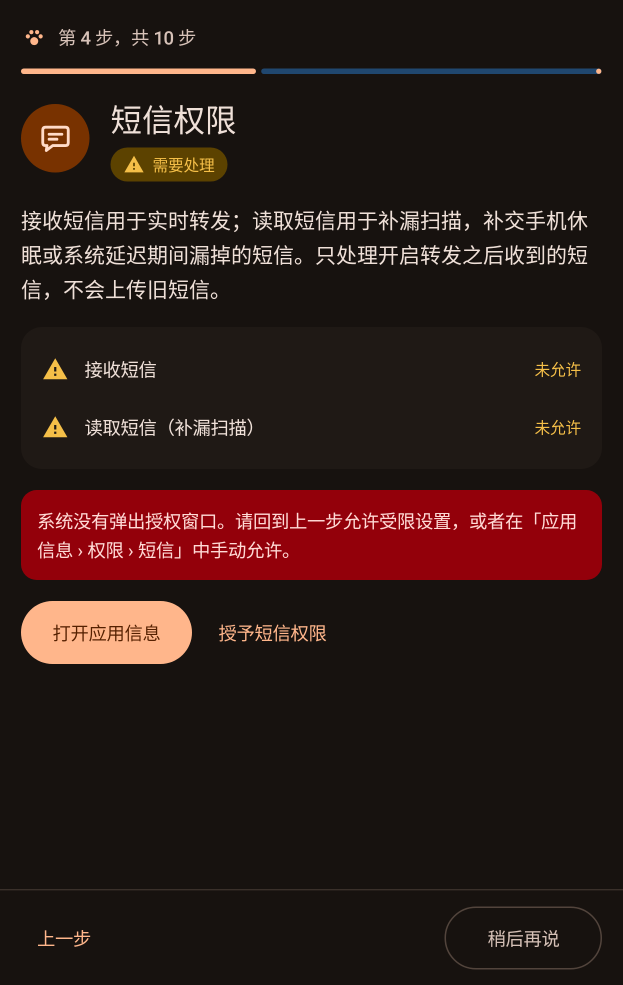 第 4 步，共 10 步
短信权限
需要处理
接收短信用于实时转发；读取短信用于补漏扫描，补交手机休
眠或系统延迟期间漏掉的短信。只处理开启转发之后收到的短
信，不会上传旧短信。
接收短信 未允许
读取短信（补漏扫描） 未允许
系统没有弹出授权窗口。请回到上一步允许受限设置，或者在「应用
信息 › 权限 › 短信」中手动允许。
打开应用信息 授予短信权限
上一步 稍后再说